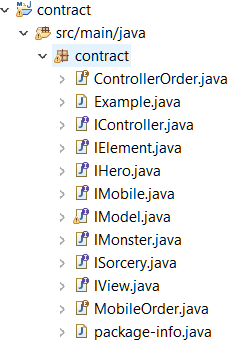 contract
src/main/java
contract
ControllerOrder.java
Example.java
IController.java
IElement.java
IHero.java
IMobile.java
IModel.java
IMonster.java
ISorcery.java
IView.java
MobileOrder.java
package-info.java